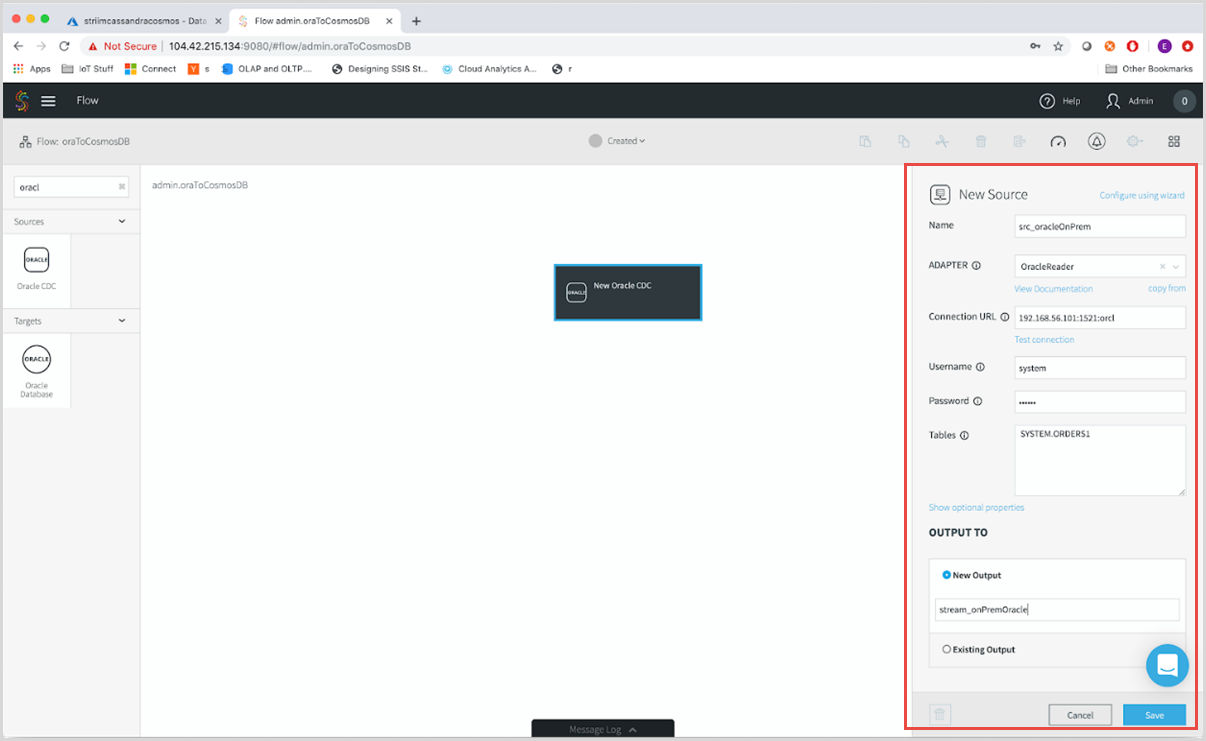 striimcassandracosmos - Data
Flow admin.oraToCosmosDB
Not Secure
104.42.215.134:9080/#flow/admin.oraToCosmosDB
E
Apps
IoT Stuff
Connect
Y
s
OLAP and OLTP....
Designing SSIS St...
Cloud Analytics A...
r
Other Bookmarks
Flow
Help
Admin
0
Flow: oraToCosmosDB
Created
oracl
Sources
ORACLE
Oracle CDC
Targets
ORACLE
Oracle
Database
admin.oraToCosmosDB
ORACLE
New Oracle CDC
New Source
Configure using wizard
Name
src_oracleOnPrem
ADAPTER
OracleReader
View Documentation
copy from
Connection URL
192.168.56.101:1521:orcl
Test connection
Username
system
Password
••••••
Tables
SYSTEM.ORDERS1
Show optional properties
OUTPUT TO
New Output
stream_onPremOracle
Existing Output
Cancel
Save
Message Log